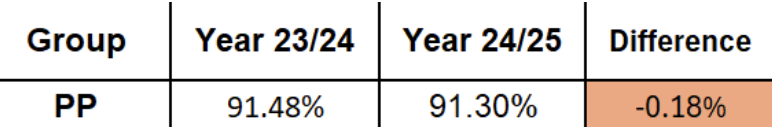 Group Year 23/24 Year 24/25 Difference
PP 91.48% 91.30% -0.18%